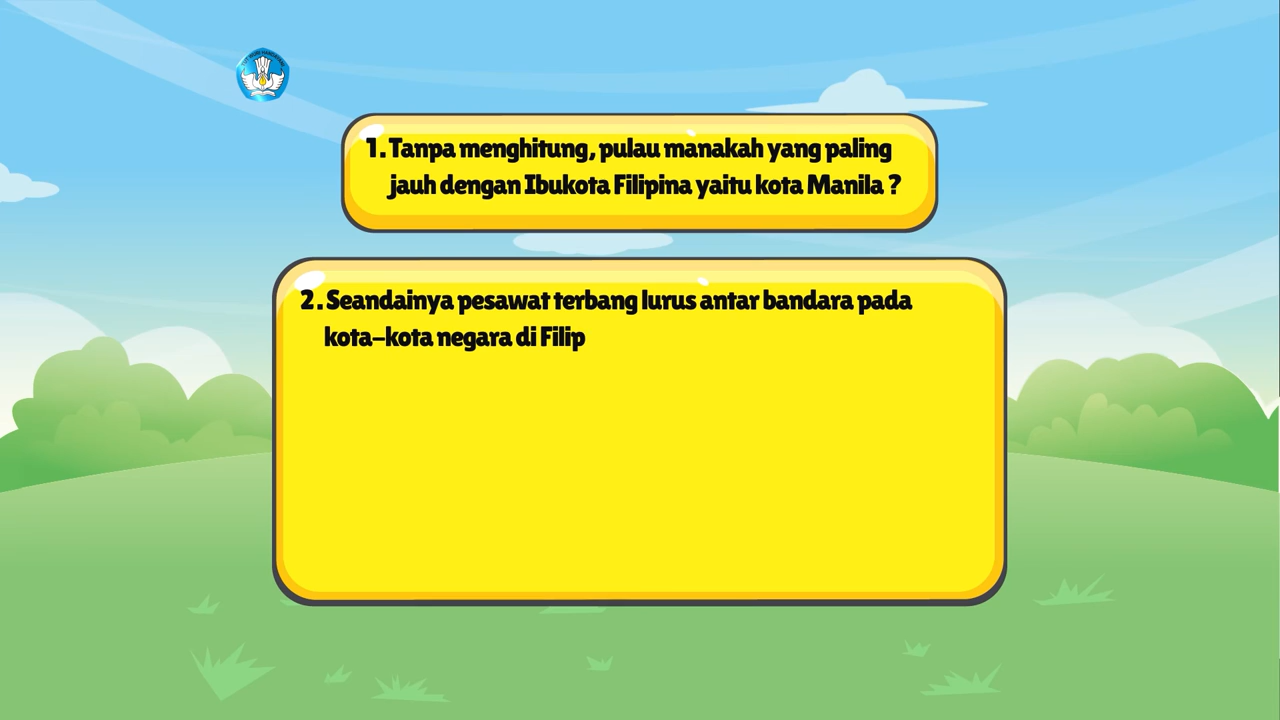 1. Tanpa menghitung, pulau manakah yang paling
jauh dengan Ibukota Filipina yaitu kota Manila ?
2. Seandainya pesawat terbang lurus antar bandara pada
kota-kota negara di Filip